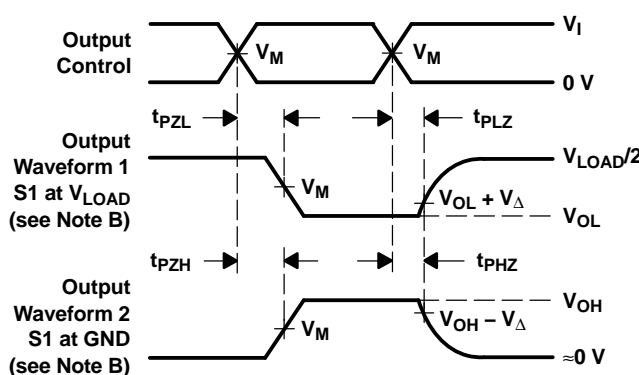 Output
Control
V_M
V_M
V_I
0 V
t_PZL
t_PLZ
Output
Waveform 1
S1 at V_LOAD
(see Note B)
V_M
V_LOAD/2
V_OL + V_Δ
V_OL
t_PZH
t_PHZ
Output
Waveform 2
S1 at GND
(see Note B)
V_M
V_OH
V_OH – V_Δ
≈0 V